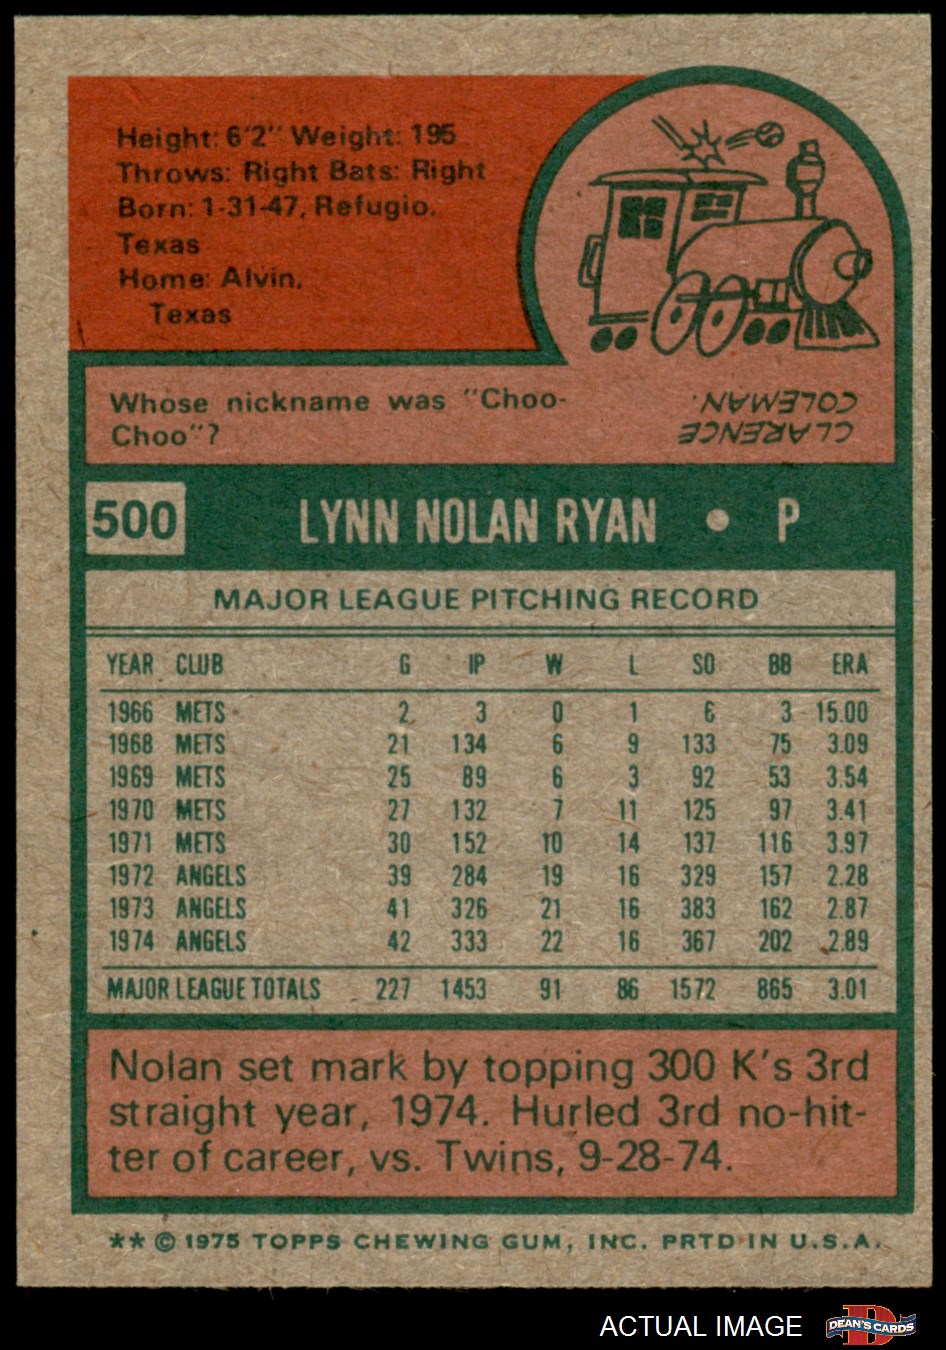 Height: 6'2" Weight: 195
Throws: Right Bats: Right
Born: 1-31-47, Refugio,
Texas
Home: Alvin,
Texas
Whose nickname was "Choo-
Choo"?
CLARENCE
COLEMAN.
500 LYNN NOLAN RYAN • P
MAJOR LEAGUE PITCHING RECORD
YEAR CLUB G IP W L SO BB ERA
1966 METS 2 3 0 1 6 3 15.00
1968 METS 21 134 6 9 133 75 3.09
1969 METS 25 89 6 3 92 53 3.54
1970 METS 27 132 7 11 125 97 3.41
1971 METS 30 152 10 14 137 116 3.97
1972 ANGELS 39 284 19 16 329 157 2.28
1973 ANGELS 41 326 21 16 383 162 2.87
1974 ANGELS 42 333 22 16 367 202 2.89
MAJOR LEAGUE TOTALS 227 1453 91 86 1572 865 3.01
Nolan set mark by topping 300 K's 3rd
straight year, 1974. Hurled 3rd no-hit-
ter of career, vs. Twins, 9-28-74.
** © 1975 TOPPS CHEWING GUM, INC. PRTD IN U.S.A.
ACTUAL IMAGE
D
DEAN'S CARDS